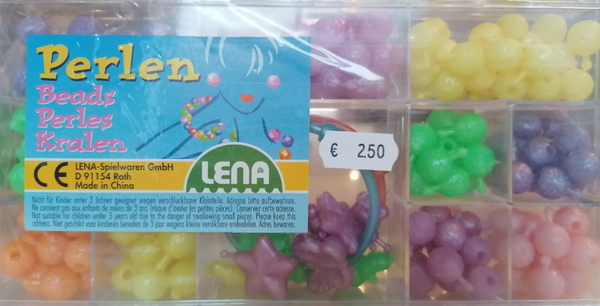 Perlen
Beads
Perles
Kralen
CE LENA-Spielwaren GmbH
D 91154 Roth
Made in China
LENA
€ 2.50
Nicht für Kinder unter 3 Jahren geeignet wegen verschluckbarer Kleinteile. Adresse bitte aufbewahren.
Ne convient pas aux enfants de moins de 3 ans (risque d'avaler les petites pièces). Conservez cette adresse.
Not suitable for children under 3 years old due to the danger of swallowing small pieces. Please keep this
address. Niet geschikt voor kinderen beneden de 3 jaar wegens kleine verslikbare onderdelen. Adres bewaren.